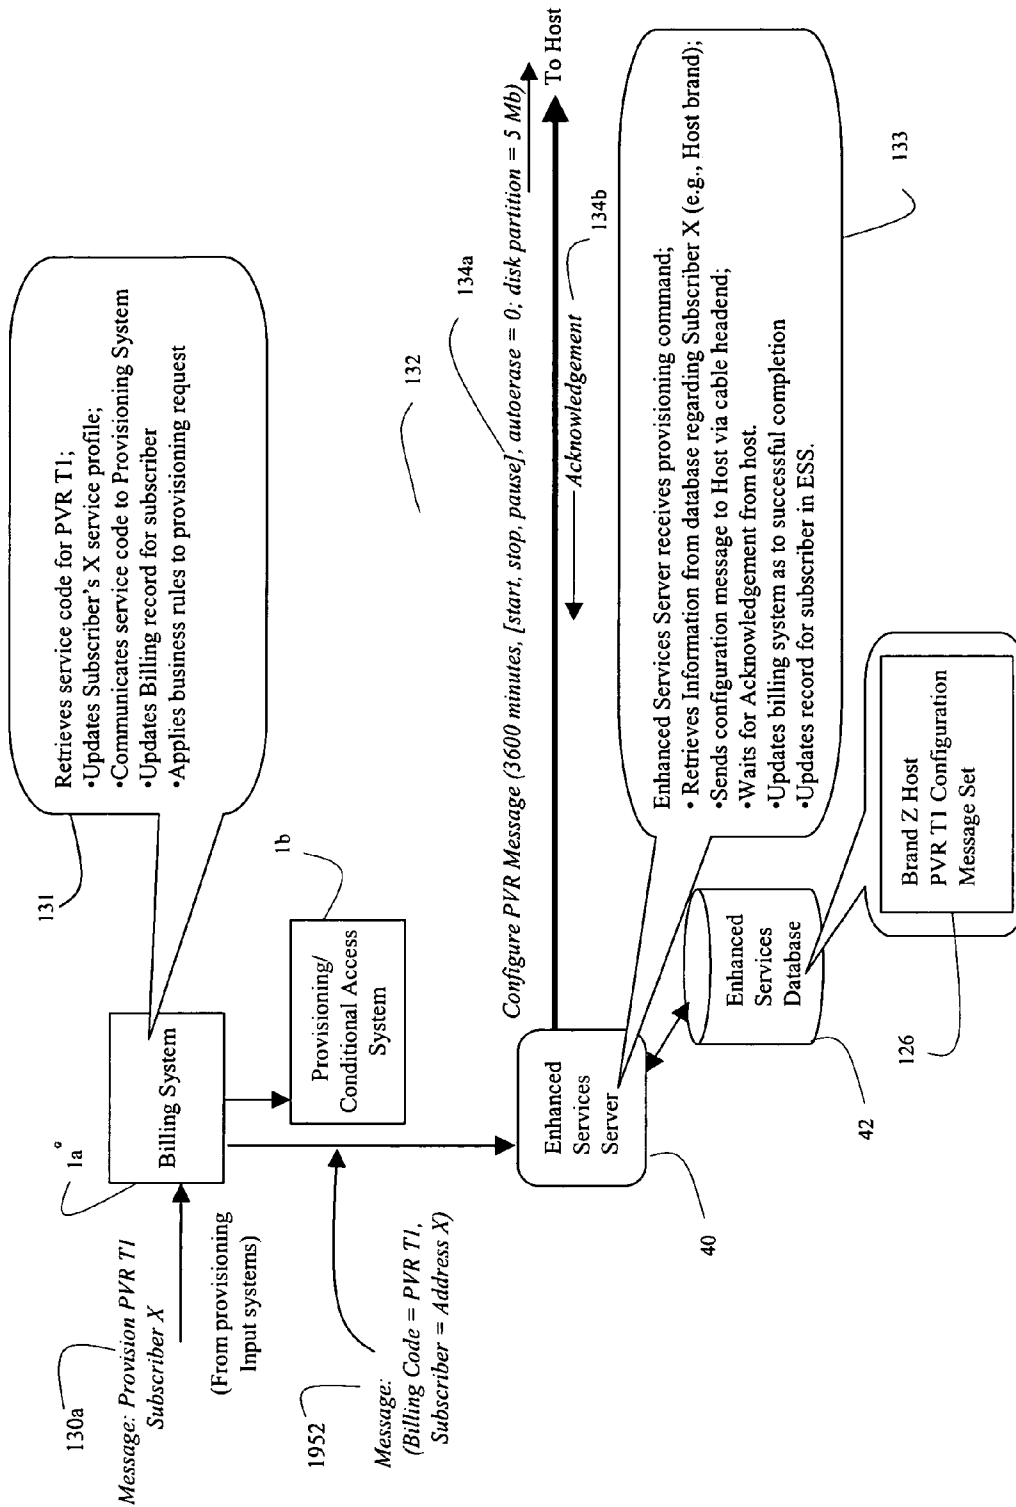 130a
Message: Provision PVR T1
Subscriber X
(From provisioning
Input systems)
1a
Billing System
131
Retrieves service code for PVR T1;
•Updates Subscriber's X service profile;
•Communicates service code to Provisioning System
•Updates Billing record for subscriber
•Applies business rules to provisioning request
1952
Message:
(Billing Code = PVR T1,
Subscriber = Address X)
1b
Provisioning/
Conditional Access
System
132
134a
Configure PVR Message (3600 minutes, [start, stop, pause], autoerase = 0; disk partition = 5 Mb)
To Host
Acknowledgement
134b
40
Enhanced
Services
Server
42
Enhanced
Services
Database
Enhanced Services Server receives provisioning command;
• Retrieves Information from database regarding Subscriber X (e.g., Host brand);
•Sends configuration message to Host via cable headend;
•Waits for Acknowledgement from host.
•Updates billing system as to successful completion
•Updates record for subscriber in ESS.
133
126
Brand Z Host
PVR T1 Configuration
Message Set